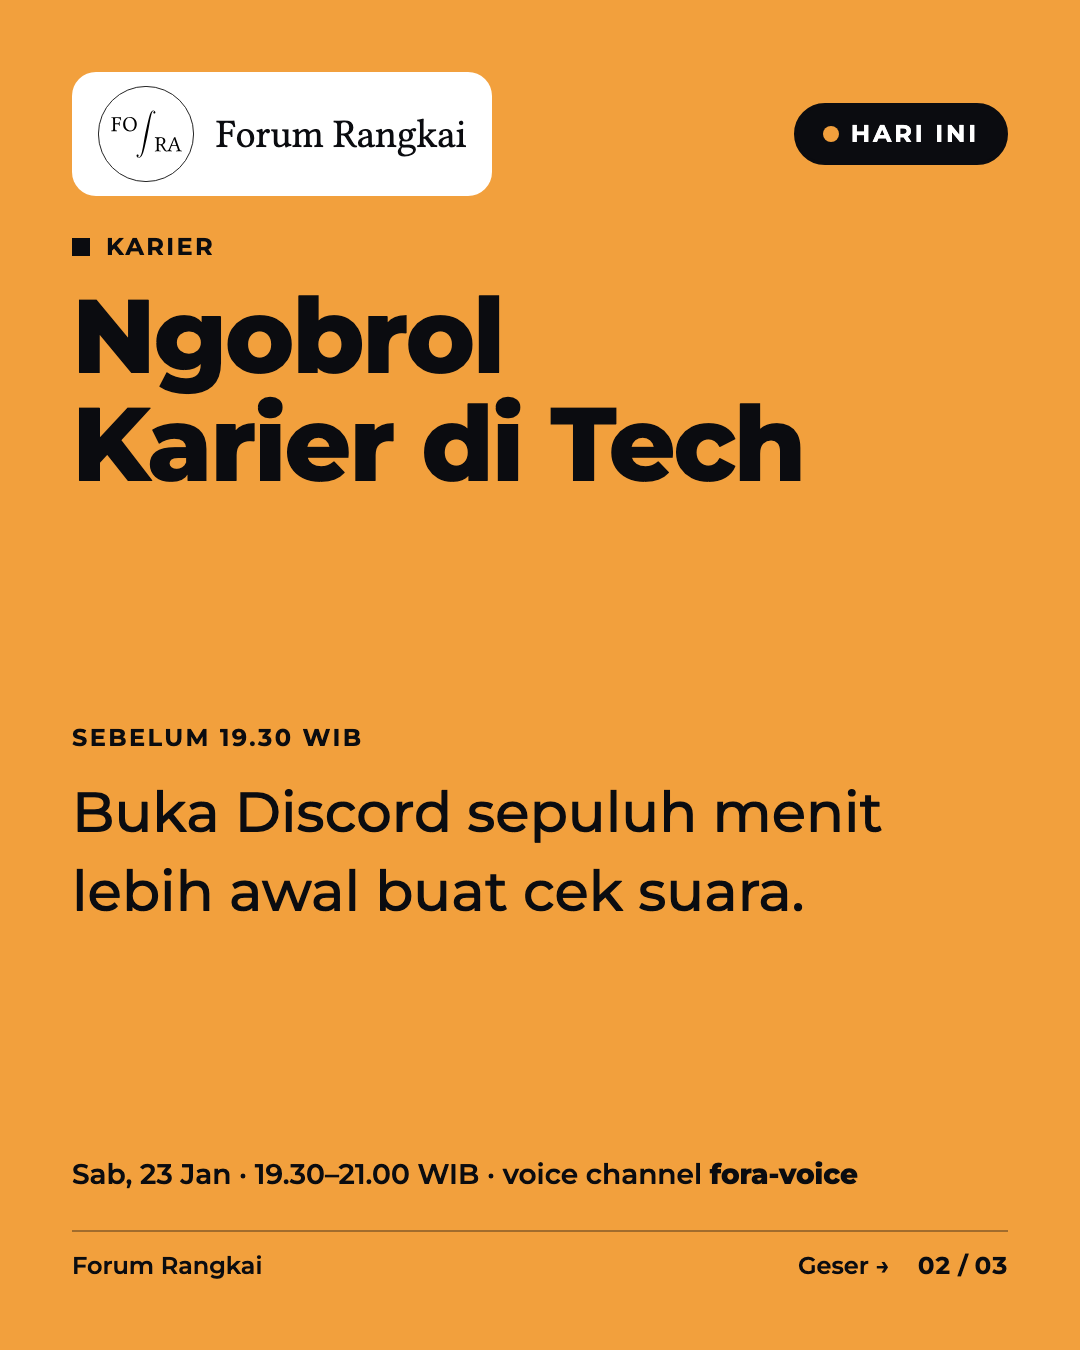 FO ∫ RA
Forum Rangkai
HARI INI
KARIER
Ngobrol
Karier di Tech
SEBELUM 19.30 WIB
Buka Discord sepuluh menit
lebih awal buat cek suara.
Sab, 23 Jan · 19.30–21.00 WIB · voice channel fora-voice
Forum Rangkai
Geser → 02 / 03